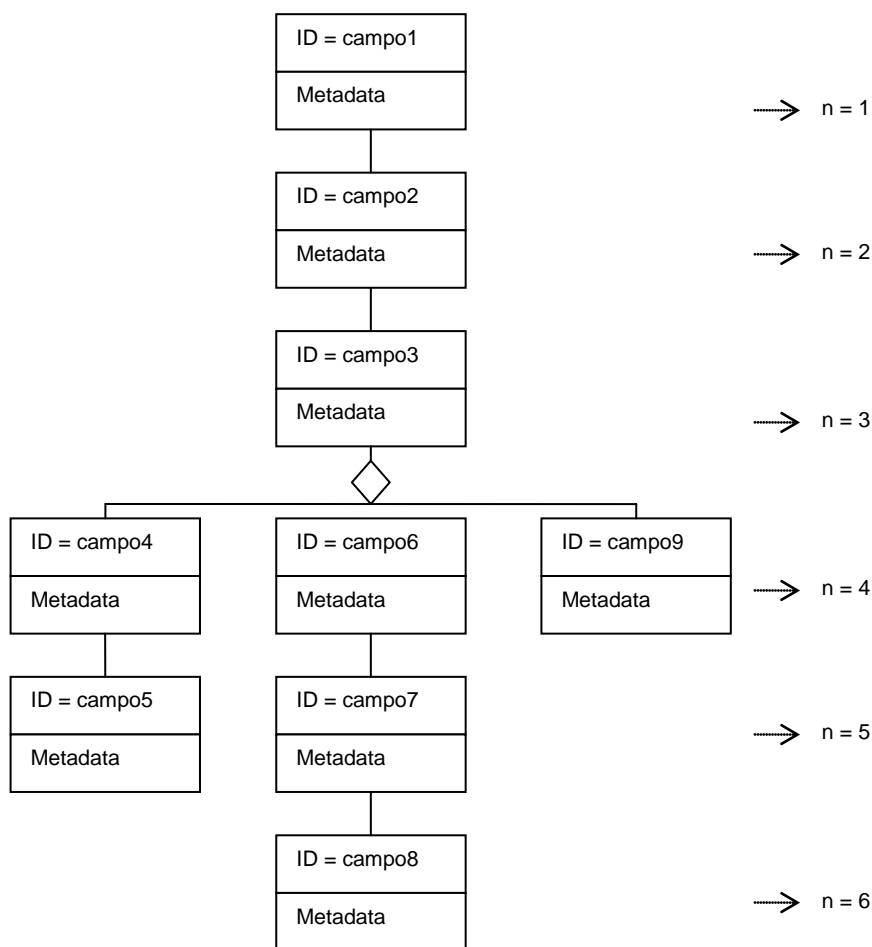 ID = campo1
Metadata
n = 1
ID = campo2
Metadata
n = 2
ID = campo3
Metadata
n = 3
ID = campo4
ID = campo6
ID = campo9
Metadata
Metadata
Metadata
n = 4
ID = campo5
ID = campo7
Metadata
Metadata
n = 5
ID = campo8
Metadata
n = 6